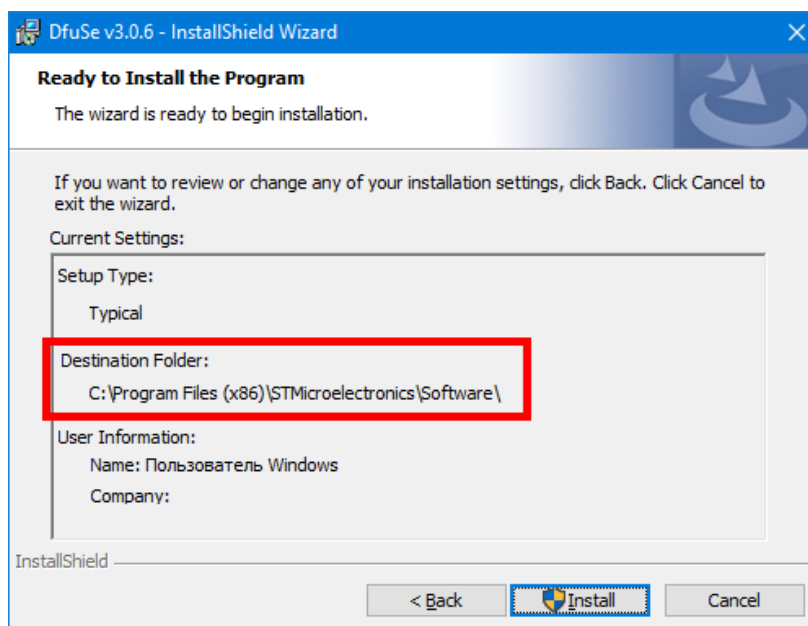 DfuSe v3.0.6 - InstallShield Wizard
Ready to Install the Program
The wizard is ready to begin installation.
If you want to review or change any of your installation settings, click Back. Click Cancel to
exit the wizard.
Current Settings:
Setup Type:
Typical
Destination Folder:
C:\Program Files (x86)\STMicroelectronics\Software\
User Information:
Name: Пользователь Windows
Company:
InstallShield
< Back
Install
Cancel